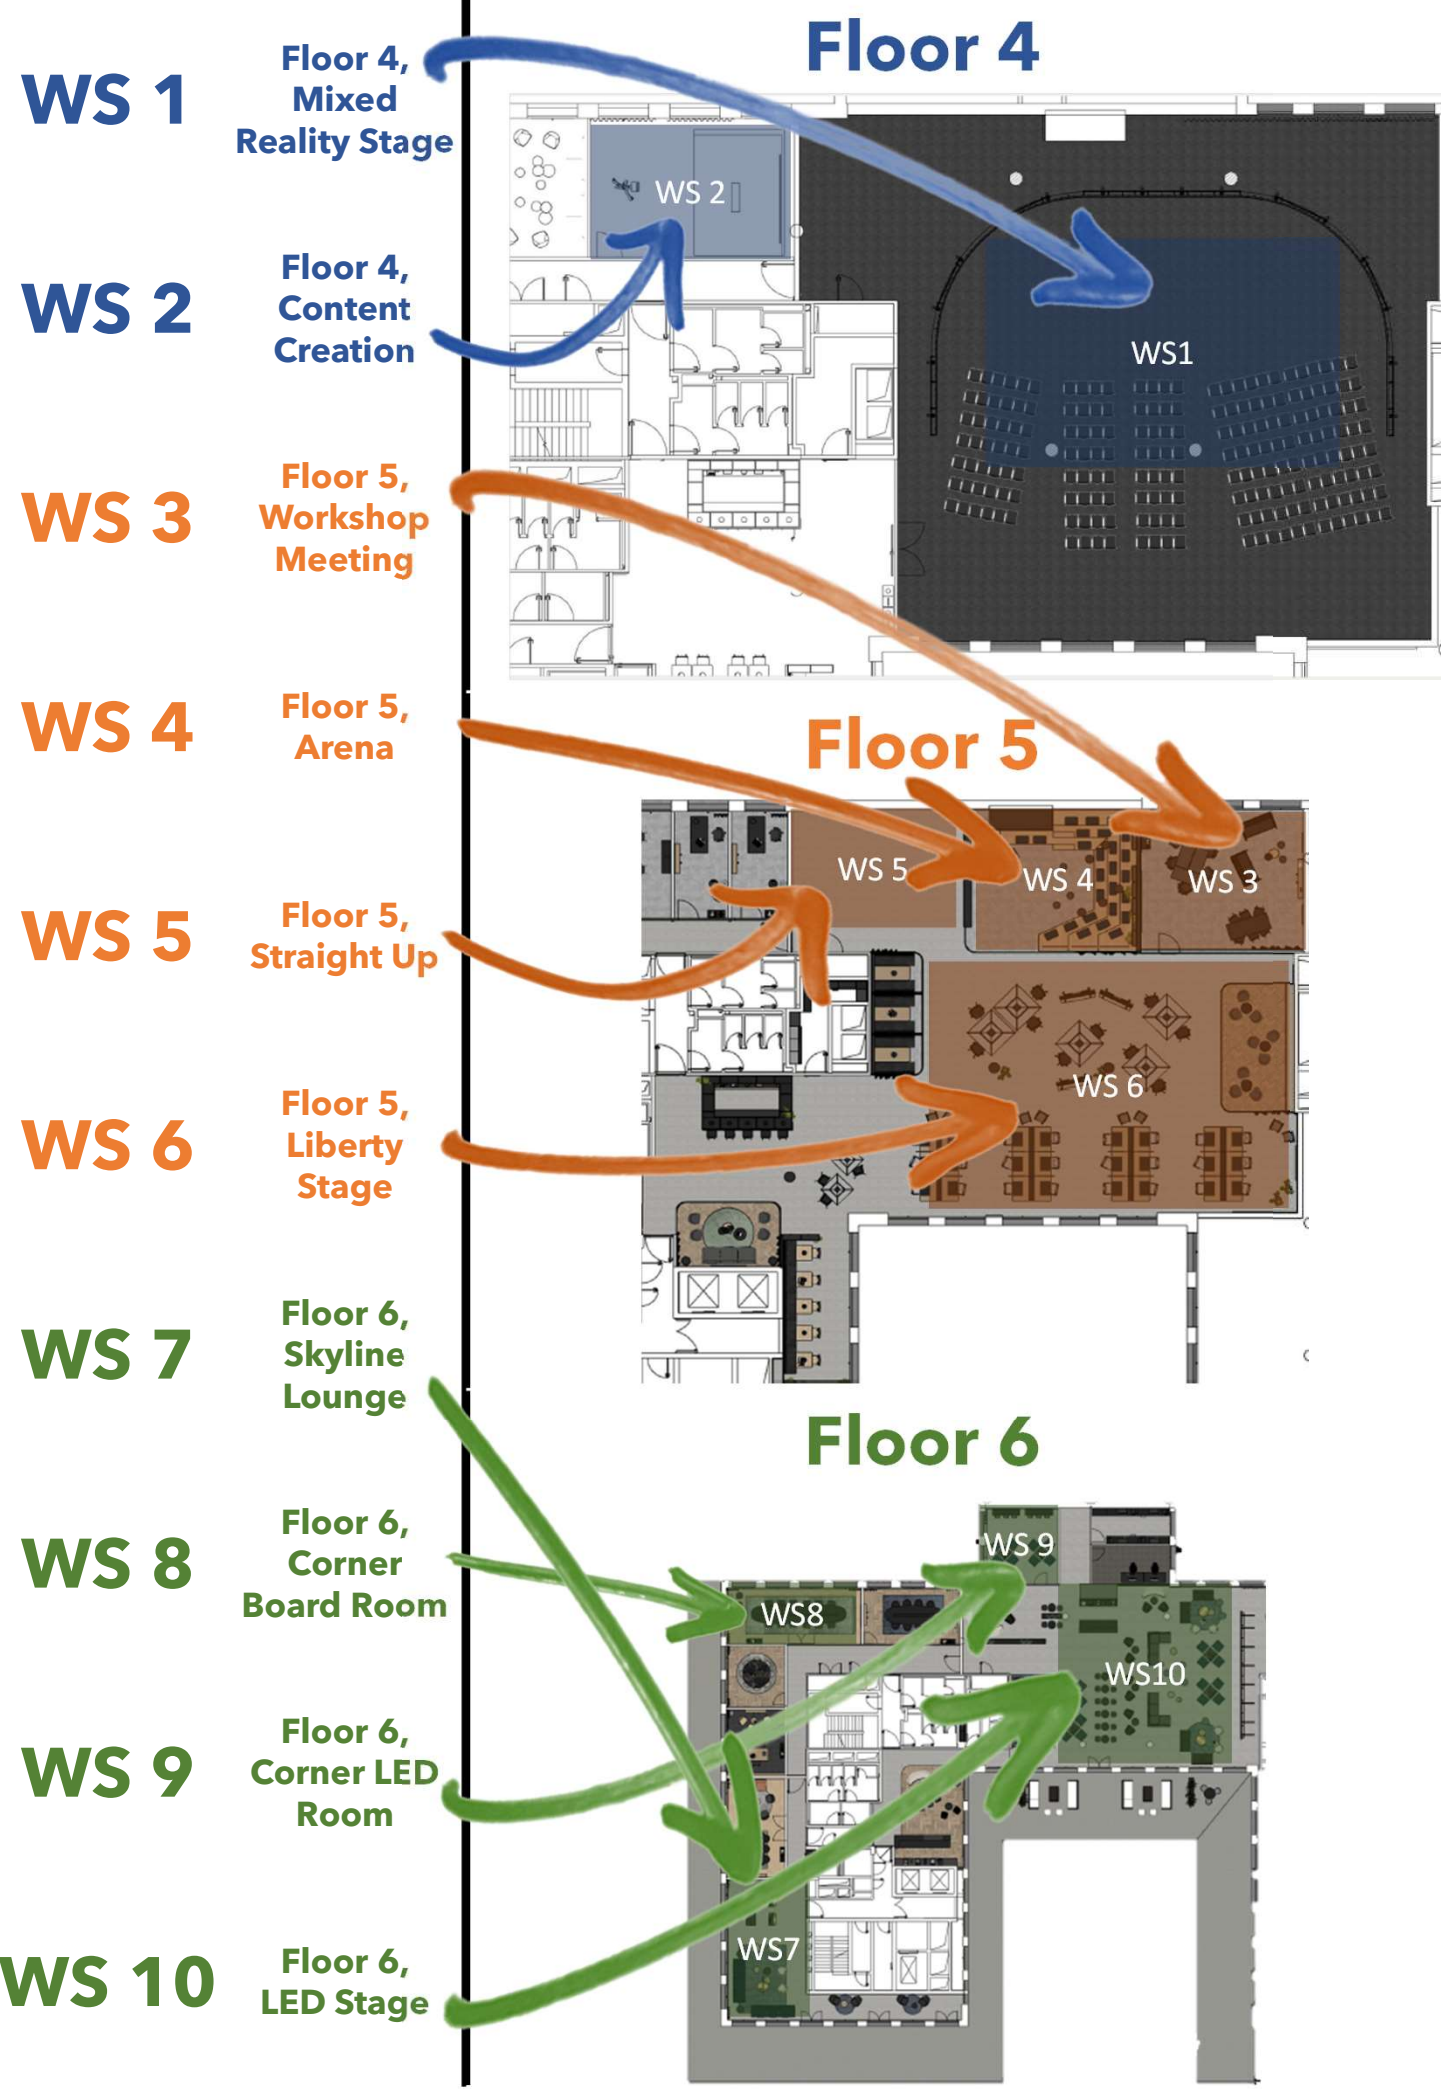 WS 1
Floor 4,
Mixed
Reality Stage
WS 2
Floor 4,
Content
Creation
WS 3
Floor 5,
Workshop
Meeting
WS 4
Floor 5,
Arena
WS 5
Floor 5,
Straight Up
WS 6
Floor 5,
Liberty
Stage
WS 7
Floor 6,
Skyline
Lounge
WS 8
Floor 6,
Corner
Board Room
WS 9
Floor 6,
Corner LED
Room
WS 10
Floor 6,
LED Stage
Floor 4
WS 2
WS1
Floor 5
WS 5
WS 4
WS 3
WS 6
Floor 6
WS 9
WS8
WS10
WS7